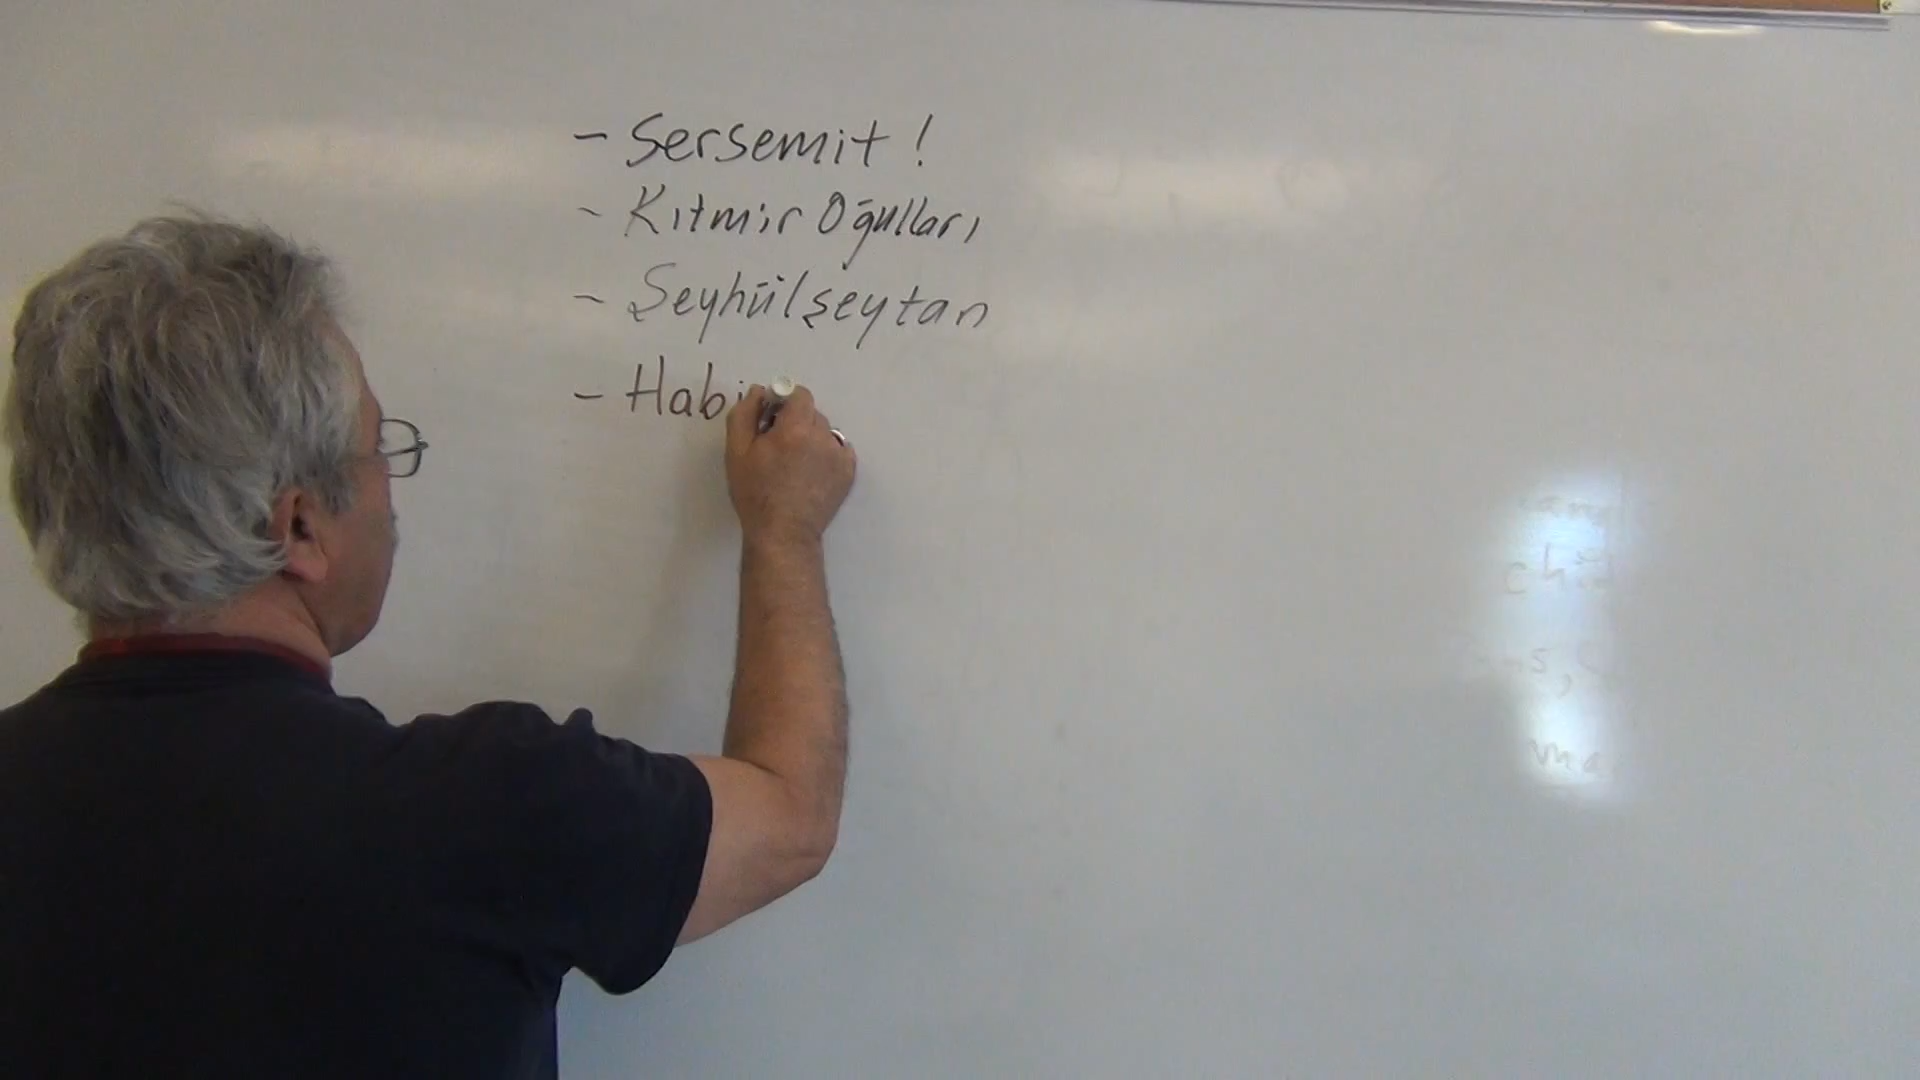 - Sersemit!
- Kıtmir Oğulları
- Şeyhülşeytan
- Habi